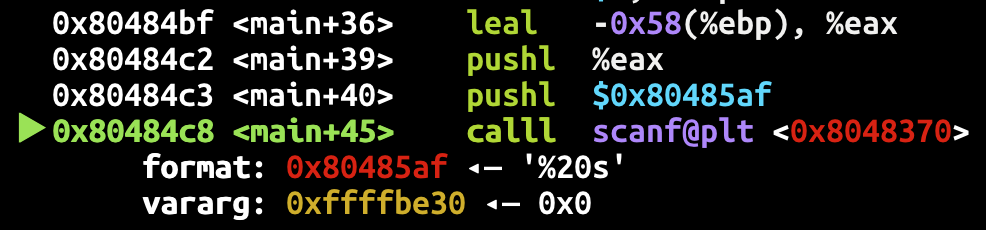 0x80484bf <main+36> leal -0x58(%ebp), %eax
0x80484c2 <main+39> pushl %eax
0x80484c3 <main+40> pushl $0x80485af
►0x80484c8 <main+45> calll scanf@plt <0x8048370>
format: 0x80485af ◂— '%20s'
vararg: 0xffffbe30 ◂— 0x0